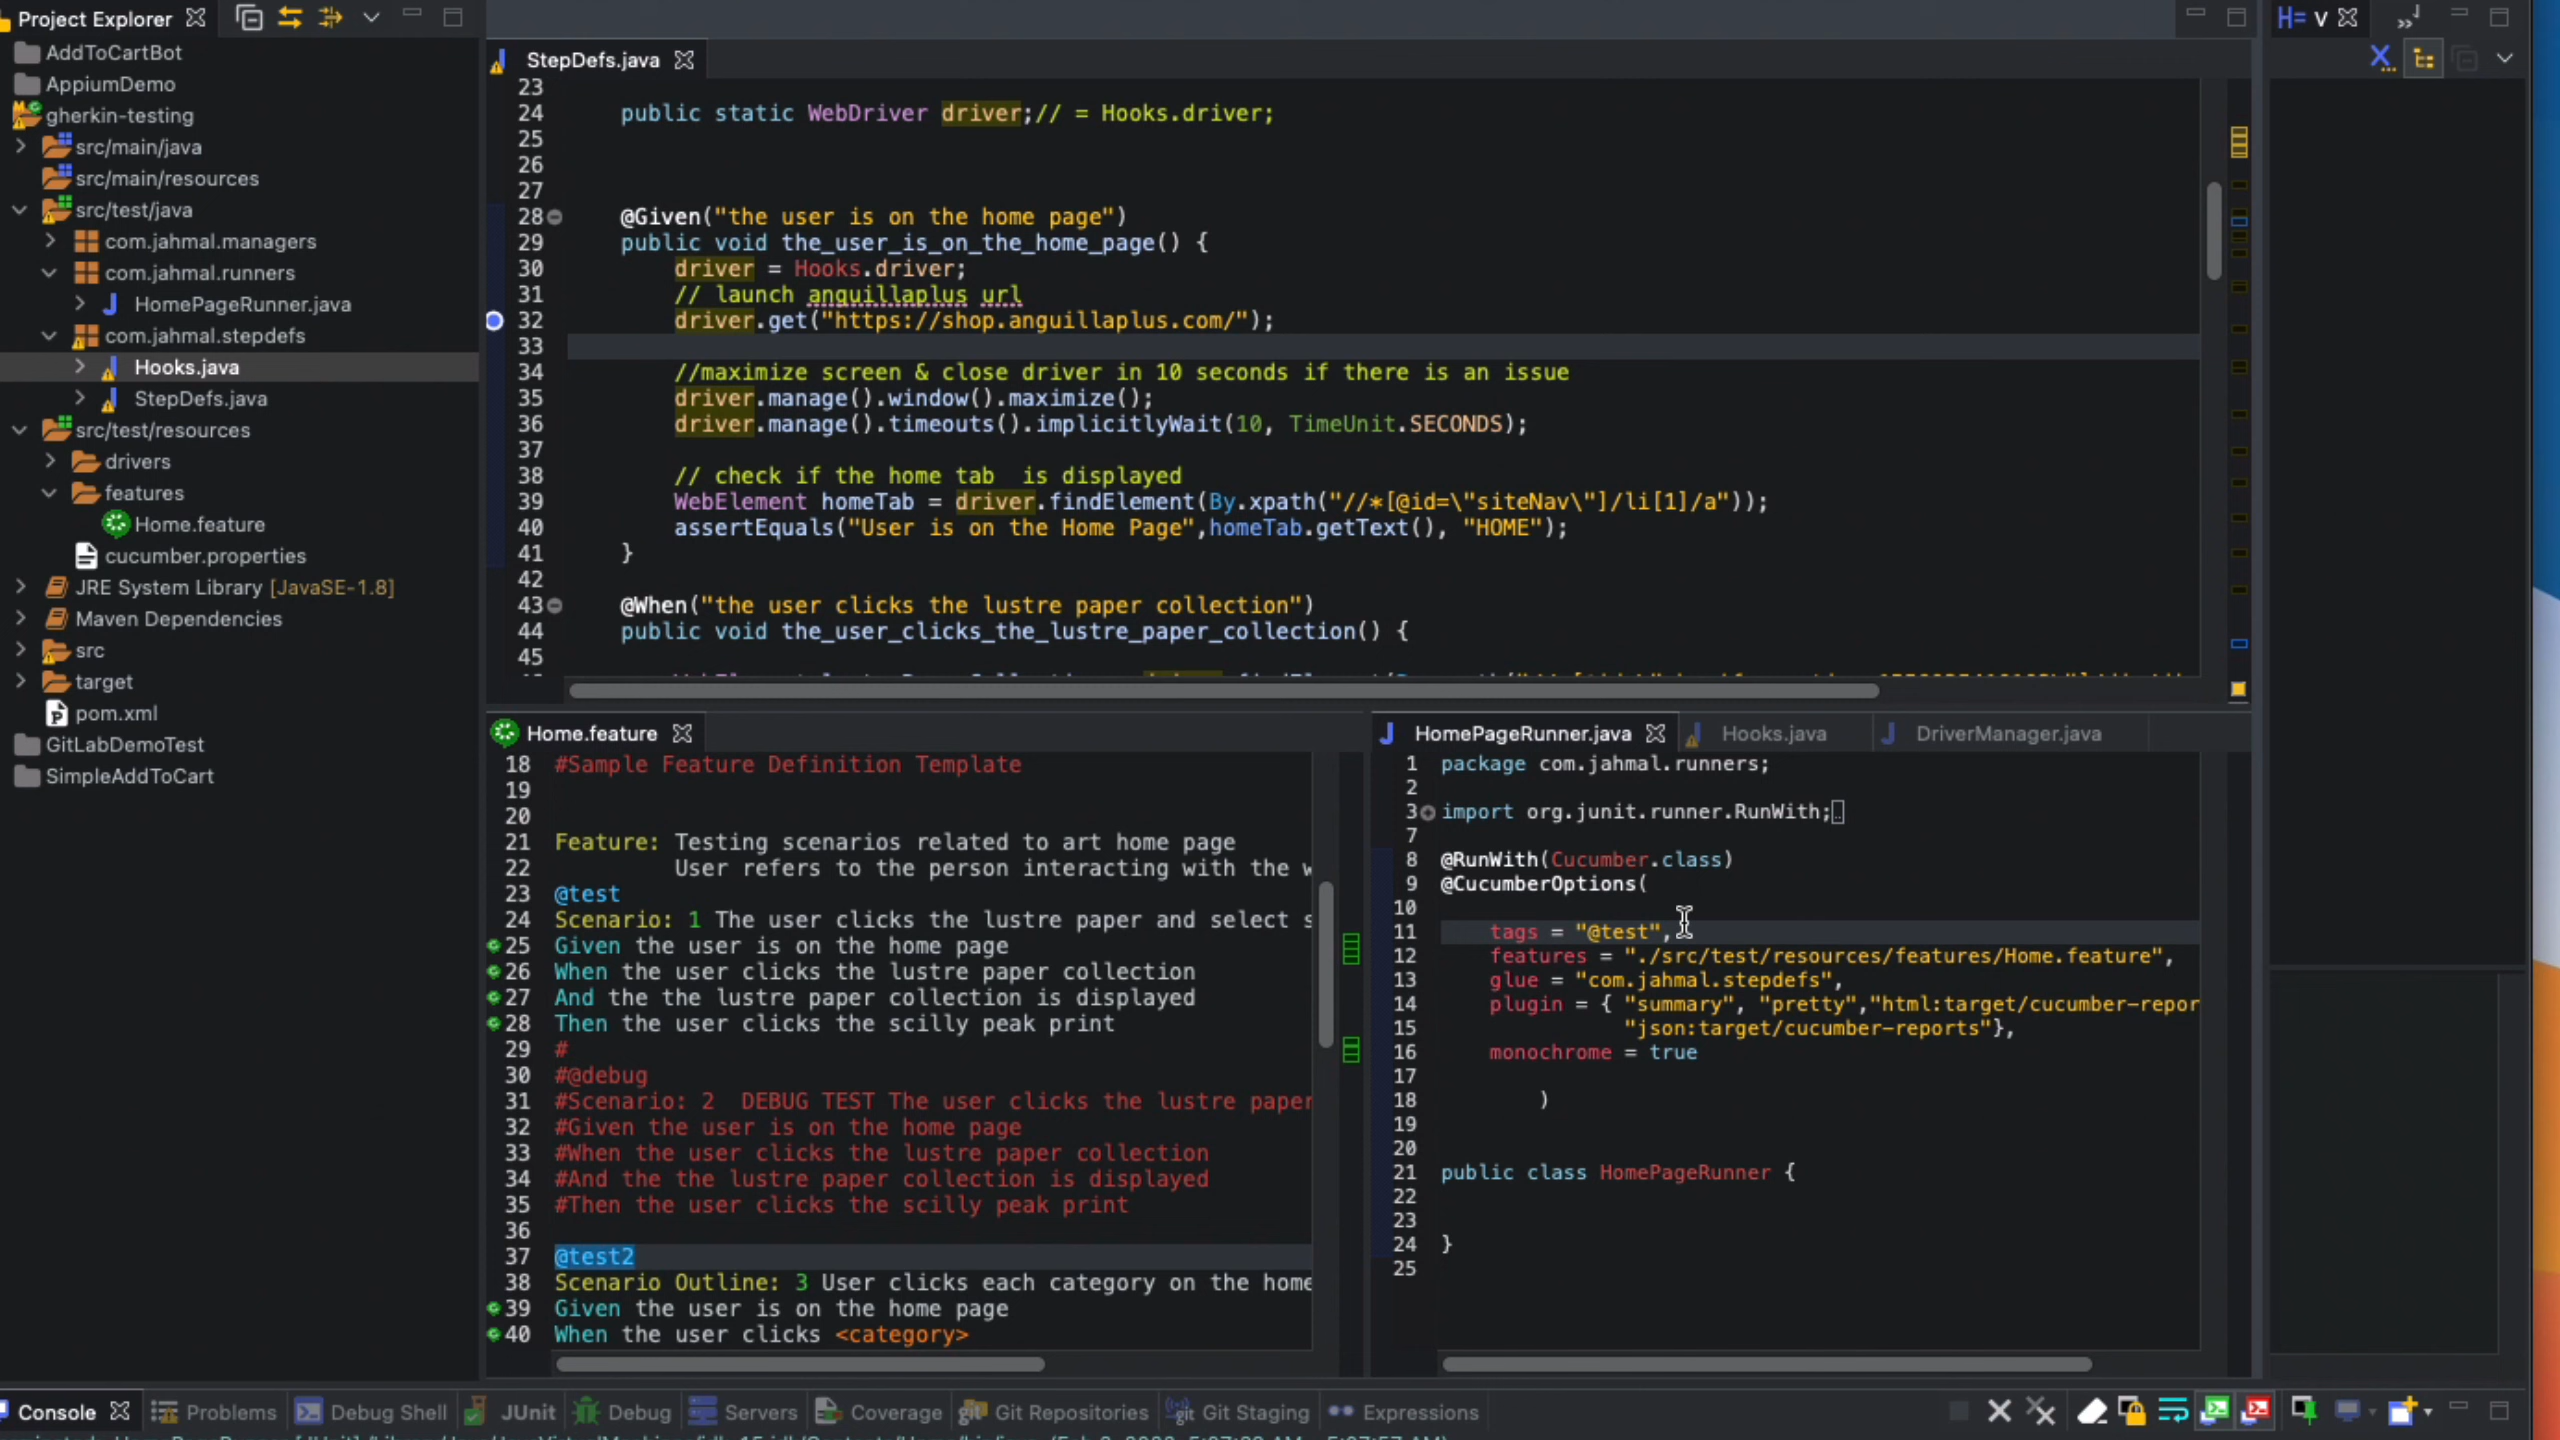 Project Explorer
AddToCartBot
AppiumDemo
gherkin-testing
src/main/java
src/main/resources
src/test/java
com.jahmal.managers
com.jahmal.runners
HomePageRunner.java
com.jahmal.stepdefs
Hooks.java
StepDefs.java
src/test/resources
drivers
features
Home.feature
cucumber.properties
JRE System Library [JavaSE-1.8]
Maven Dependencies
src
target
pom.xml
GitLabDemoTest
SimpleAddToCart
StepDefs.java
23
24 public static WebDriver driver;// = Hooks.driver;
25
26
27
28 @Given("the user is on the home page")
29 public void the_user_is_on_the_home_page() {
30 driver = Hooks.driver;
31 // launch anguillaplus url
32 driver.get("https://shop.anguillaplus.com/");
33
34 //maximize screen & close driver in 10 seconds if there is an issue
35 driver.manage().window().maximize();
36 driver.manage().timeouts().implicitlyWait(10, TimeUnit.SECONDS);
37
38 // check if the home tab  is displayed
39 WebElement homeTab = driver.findElement(By.xpath("//*[@id=\"siteNav\"]/li[1]/a"));
40 assertEquals("User is on the Home Page",homeTab.getText(), "HOME");
41 }
42
43 @When("the user clicks the lustre paper collection")
44 public void the_user_clicks_the_lustre_paper_collection() {
45
Home.feature
18 #Sample Feature Definition Template
19
20
21 Feature: Testing scenarios related to art home page
22 User refers to the person interacting with the w
23 @test
24 Scenario: 1 The user clicks the lustre paper and select s
25 Given the user is on the home page
26 When the user clicks the lustre paper collection
27 And the the lustre paper collection is displayed
28 Then the user clicks the scilly peak print
29 #
30 #@debug
31 #Scenario: 2  DEBUG TEST The user clicks the lustre paper
32 #Given the user is on the home page
33 #When the user clicks the lustre paper collection
34 #And the the lustre paper collection is displayed
35 #Then the user clicks the scilly peak print
36
37 @test2
38 Scenario Outline: 3 User clicks each category on the home
39 Given the user is on the home page
40 When the user clicks <category>
HomePageRunner.java Hooks.java DriverManager.java
1 package com.jahmal.runners;
2
3 import org.junit.runner.RunWith;
7
8 @RunWith(Cucumber.class)
9 @CucumberOptions(
10
11 tags = "@test",
12 features = "./src/test/resources/features/Home.feature",
13 glue = "com.jahmal.stepdefs",
14 plugin = { "summary", "pretty","html:target/cucumber-repor
15 "json:target/cucumber-reports"},
16 monochrome = true
17
18 )
19
20
21 public class HomePageRunner {
22
23
24 }
25
Console Problems Debug Shell JUnit Debug Servers Coverage Git Repositories Git Staging Expressions